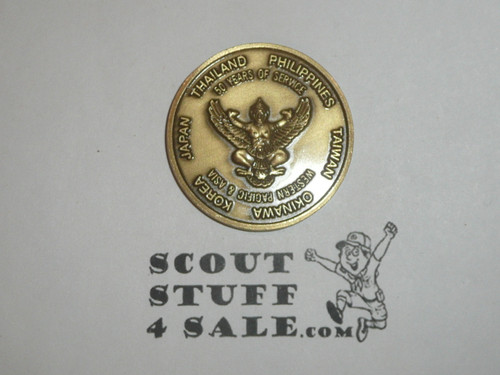 JAPAN THAILAND PHILIPPINES TAIWAN OKINAWA KOREA
50 YEARS OF SERVICE
WESTERN PACIFIC & ASIA
SCOUT
STUFF
4 SALE.COM